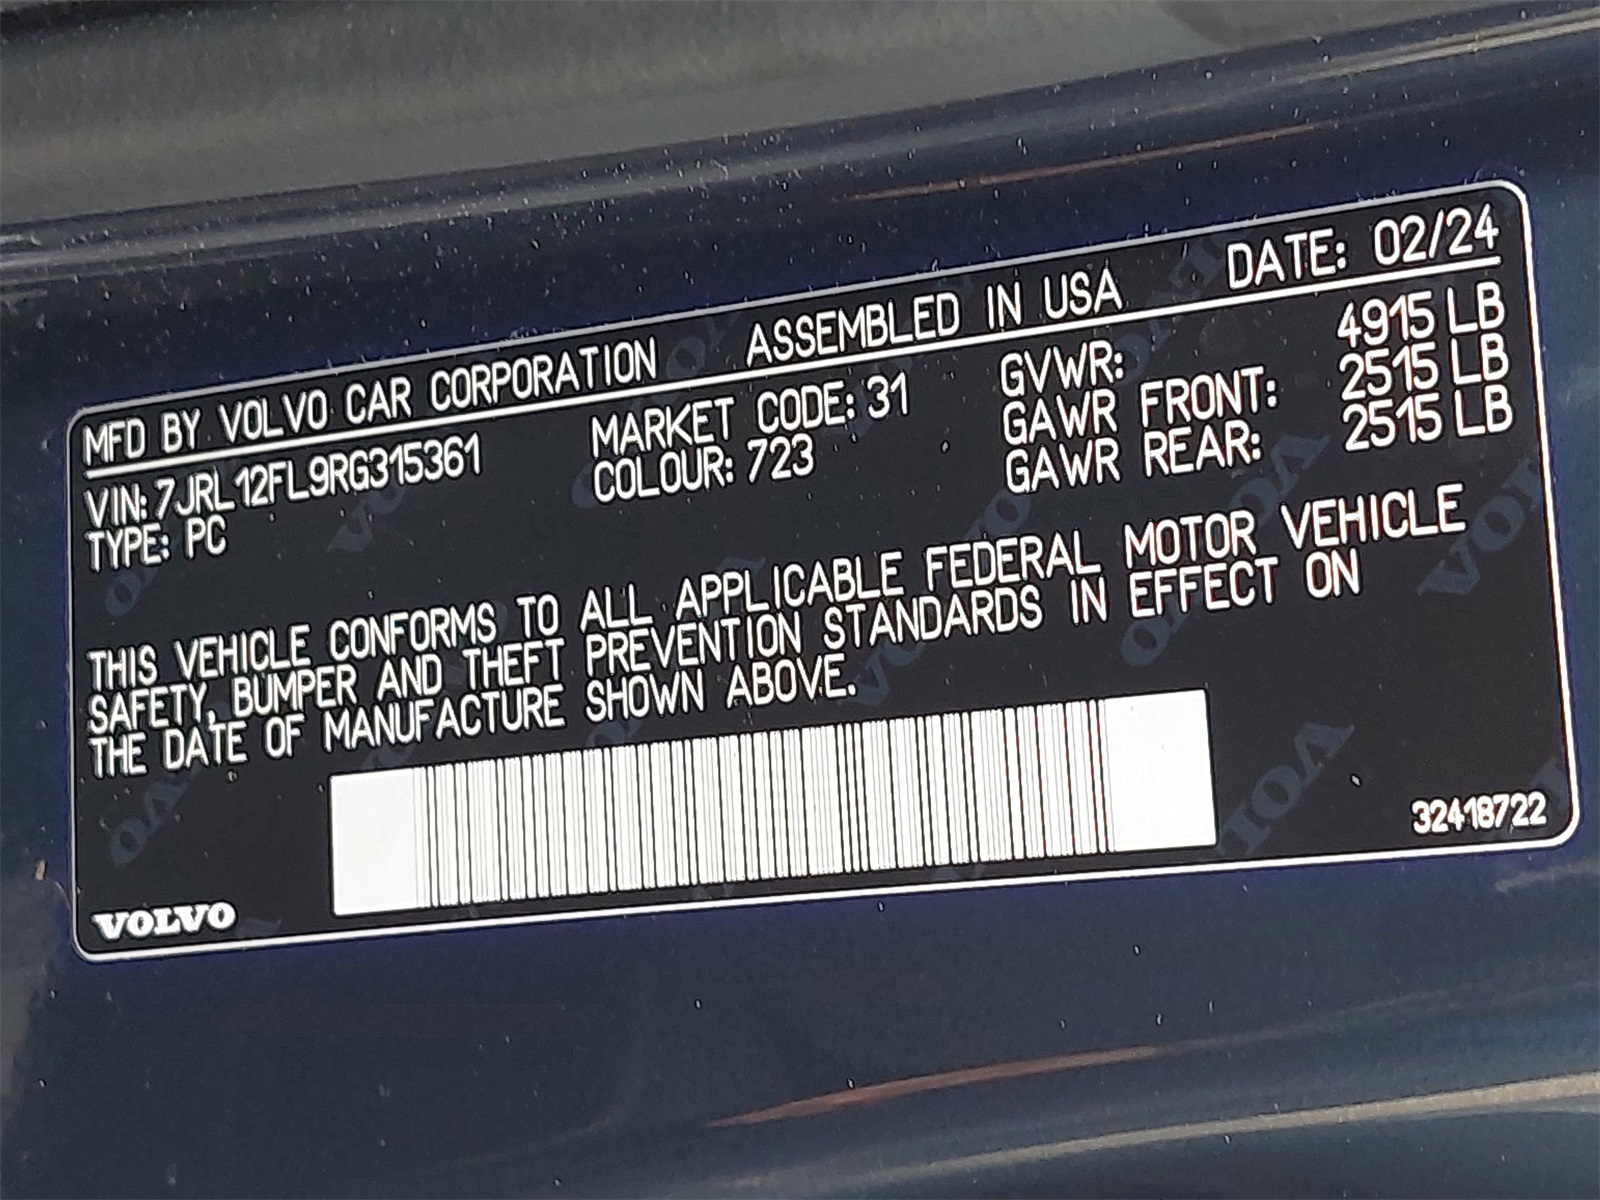 MFD BY VOLVO CAR CORPORATION ASSEMBLED IN USA DATE: 02/24
VIN: 7JRL12FL9RG315361 MARKET CODE: 31 GVWR: 4915 LB
TYPE: PC COLOUR: 723 GAWR FRONT: 2515 LB
GAWR REAR: 2515 LB
THIS VEHICLE CONFORMS TO ALL APPLICABLE FEDERAL MOTOR VEHICLE
SAFETY, BUMPER AND THEFT PREVENTION STANDARDS IN EFFECT ON
THE DATE OF MANUFACTURE SHOWN ABOVE.
32418722
VOLVO